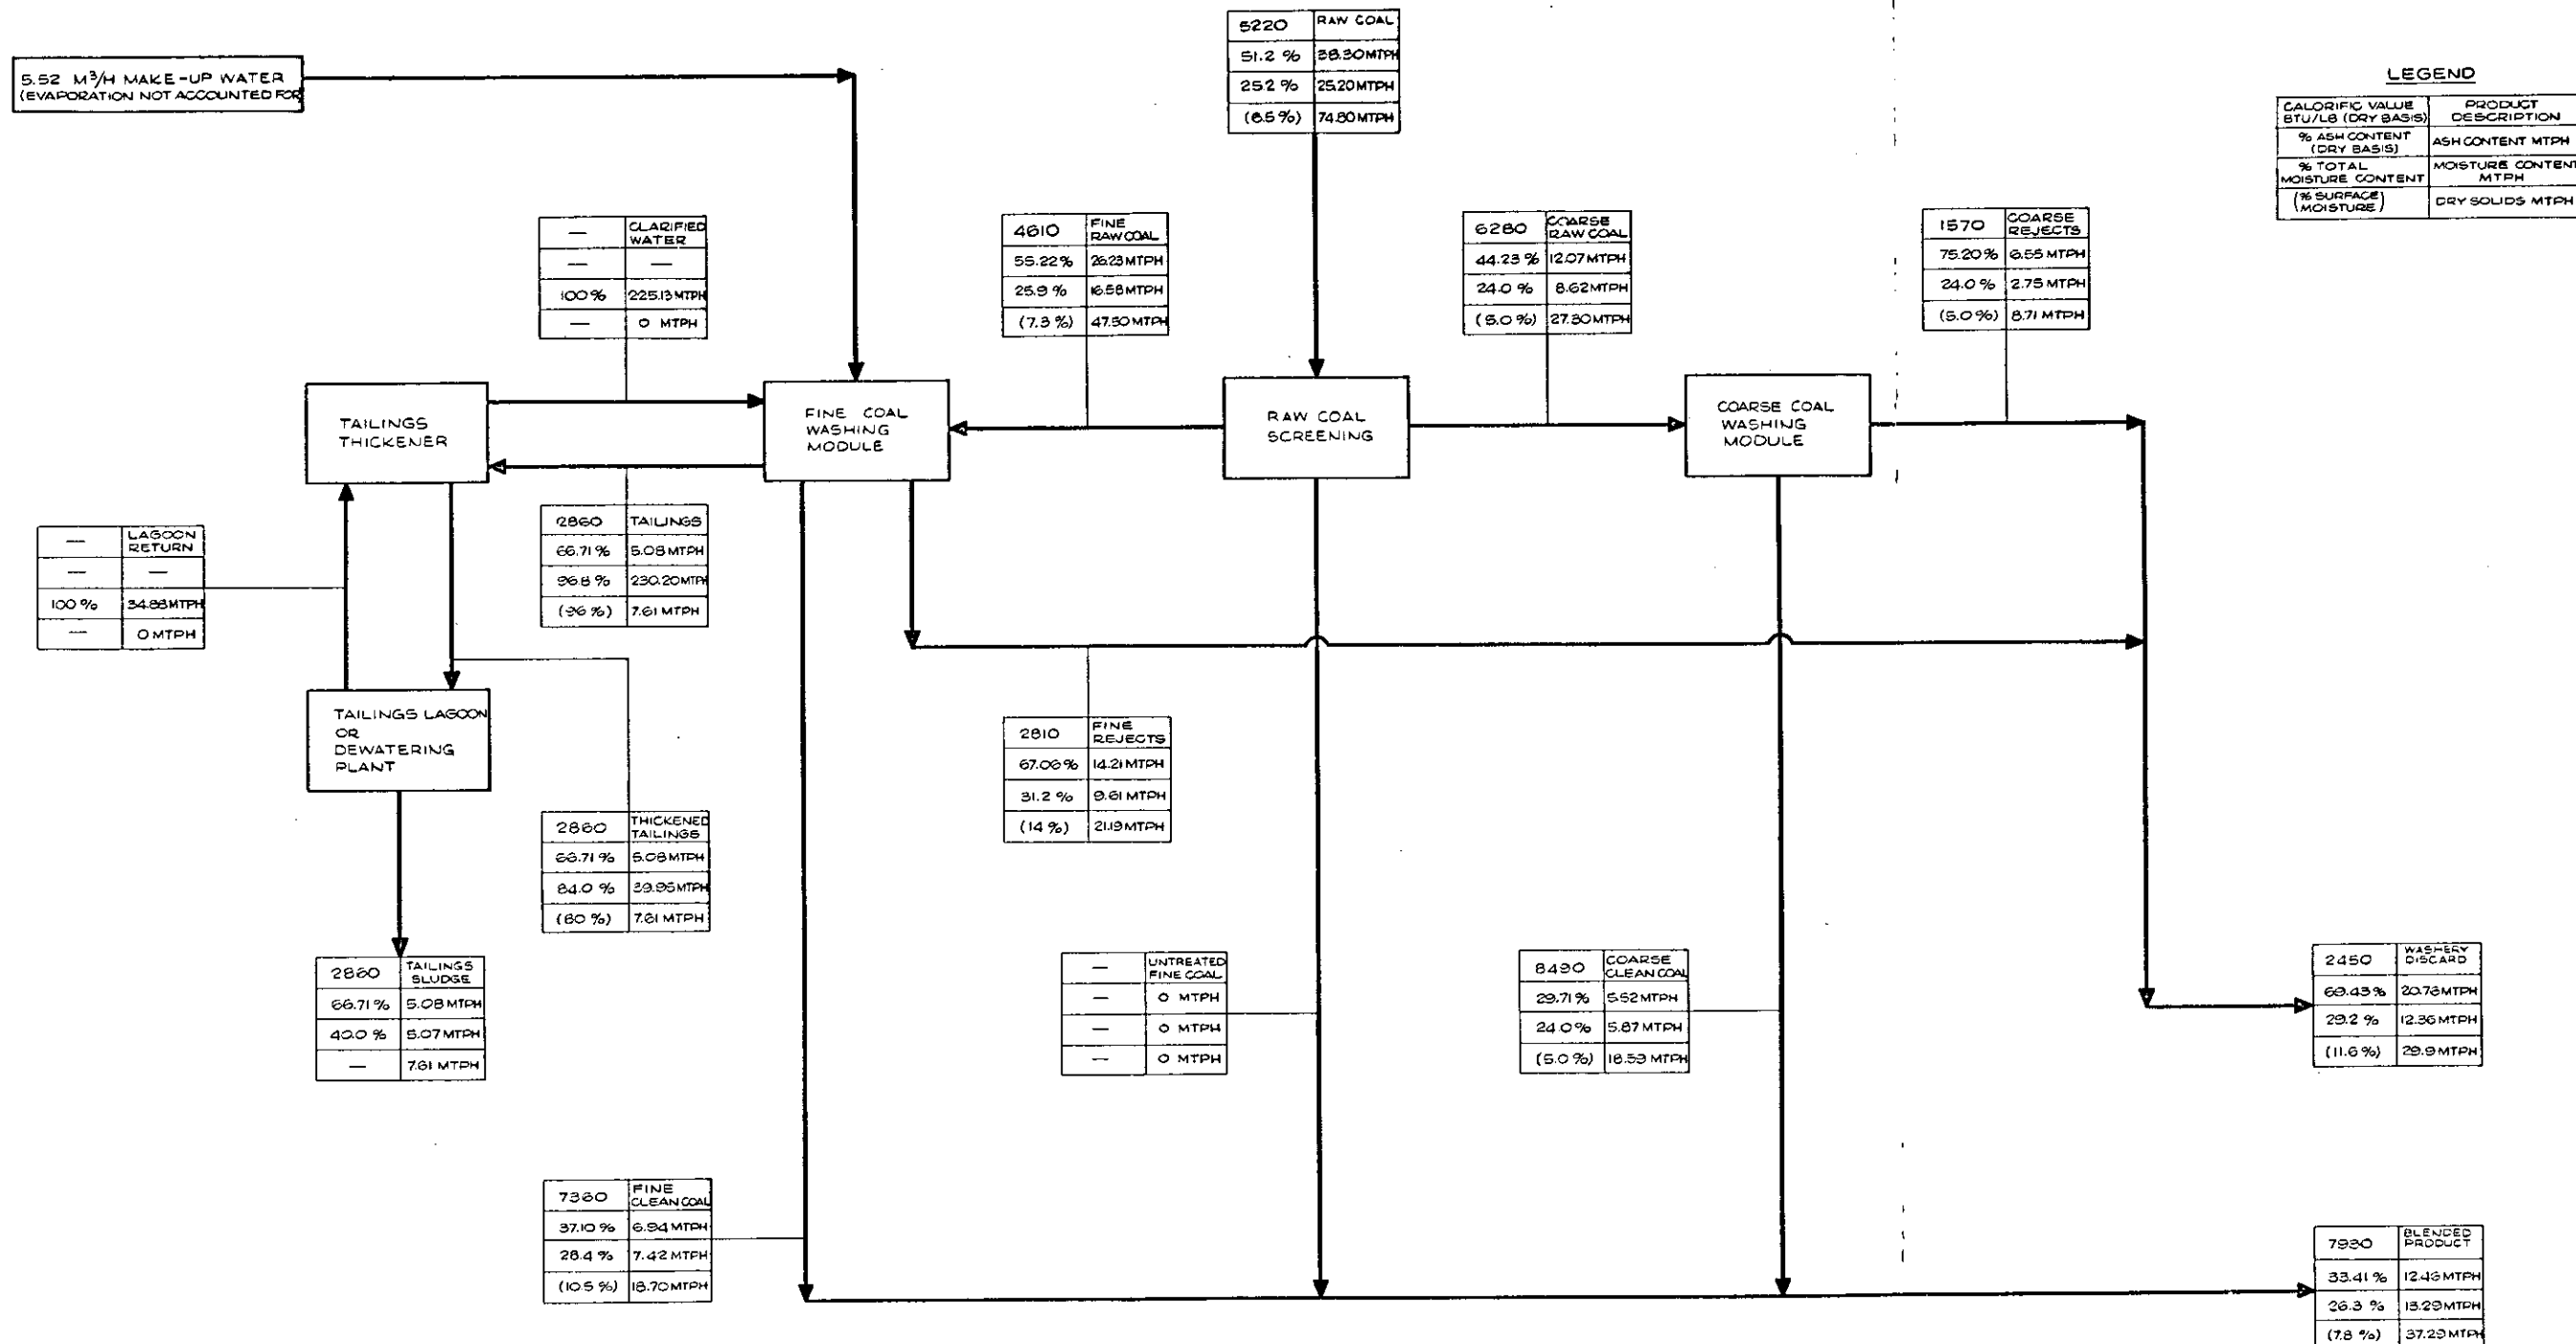 5220 RAW COAL
51.2 % 38.30 MTPH
25.2 % 25.20 MTPH
(8.5 %) 74.80 MTPH
5.52 M³/H MAKE-UP WATER
(EVAPORATION NOT ACCOUNTED FOR)
LEGEND
CALORIFIC VALUE PRODUCT
BTU/LB (DRY BASIS) DESCRIPTION
% ASH CONTENT
(DRY BASIS) ASH CONTENT MTPH
% TOTAL MOISTURE CONTENT
MOISTURE CONTENT MTPH
(% SURFACE
MOISTURE) DRY SOLIDS MTPH
— CLARIFIED
WATER
— —
100 % 225.13 MTPH
— 0 MTPH
4610 FINE
RAW COAL
55.22 % 26.23 MTPH
25.9 % 16.58 MTPH
(7.3 %) 47.50 MTPH
6280 COARSE
RAW COAL
44.23 % 12.07 MTPH
24.0 % 8.62 MTPH
(5.0 %) 27.30 MTPH
1570 COARSE
REJECTS
75.20 % 6.55 MTPH
24.0 % 2.75 MTPH
(5.0 %) 8.71 MTPH
TAILINGS
THICKENER
FINE COAL
WASHING
MODULE
RAW COAL
SCREENING
COARSE COAL
WASHING
MODULE
— LAGOON
RETURN
— —
100 % 34.88 MTPH
— 0 MTPH
2860 TAILINGS
66.71 % 5.08 MTPH
96.8 % 230.20 MTPH
(96 %) 7.61 MTPH
TAILINGS LAGOON
OR
DEWATERING
PLANT
2810 FINE
REJECTS
67.06 % 14.21 MTPH
31.2 % 9.61 MTPH
(14 %) 21.19 MTPH
2860 THICKENED
TAILINGS
66.71 % 5.08 MTPH
84.0 % 39.95 MTPH
(80 %) 7.61 MTPH
2860 TAILINGS
SLUDGE
66.71 % 5.08 MTPH
40.0 % 5.07 MTPH
— 7.61 MTPH
— UNTREATED
FINE COAL
— 0 MTPH
— 0 MTPH
— 0 MTPH
8490 COARSE
CLEAN COAL
29.71 % 5.52 MTPH
24.0 % 5.87 MTPH
(5.0 %) 18.59 MTPH
2450 WASHERY
DISCARD
69.43 % 20.76 MTPH
29.2 % 12.36 MTPH
(11.6 %) 29.9 MTPH
7360 FINE
CLEAN COAL
37.10 % 6.94 MTPH
28.4 % 7.42 MTPH
(10.5 %) 18.70 MTPH
7930 BLENDED
PRODUCT
33.41 % 12.46 MTPH
26.3 % 13.29 MTPH
(7.8 %) 37.29 MTPH